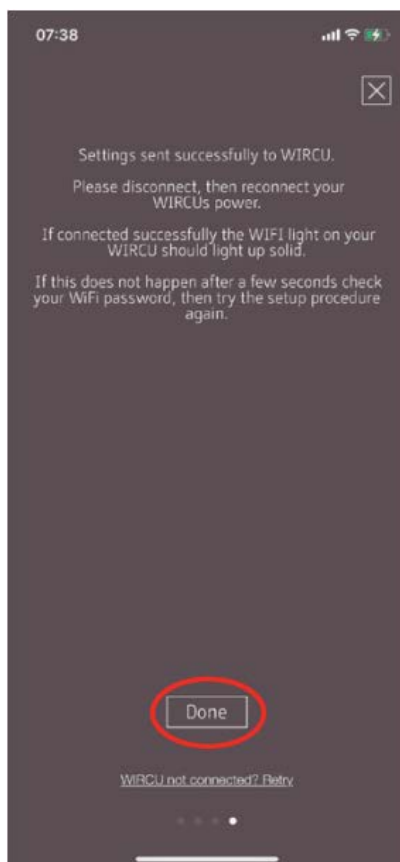 07:38
Settings sent successfully to WIRCU.
Please disconnect, then reconnect your
WIRCUs power.
If connected successfully the WIFI light on your
WIRCU should light up solid.
If this does not happen after a few seconds check
your WiFi password, then try the setup procedure
again.
Done
WIRCU not connected? Retry